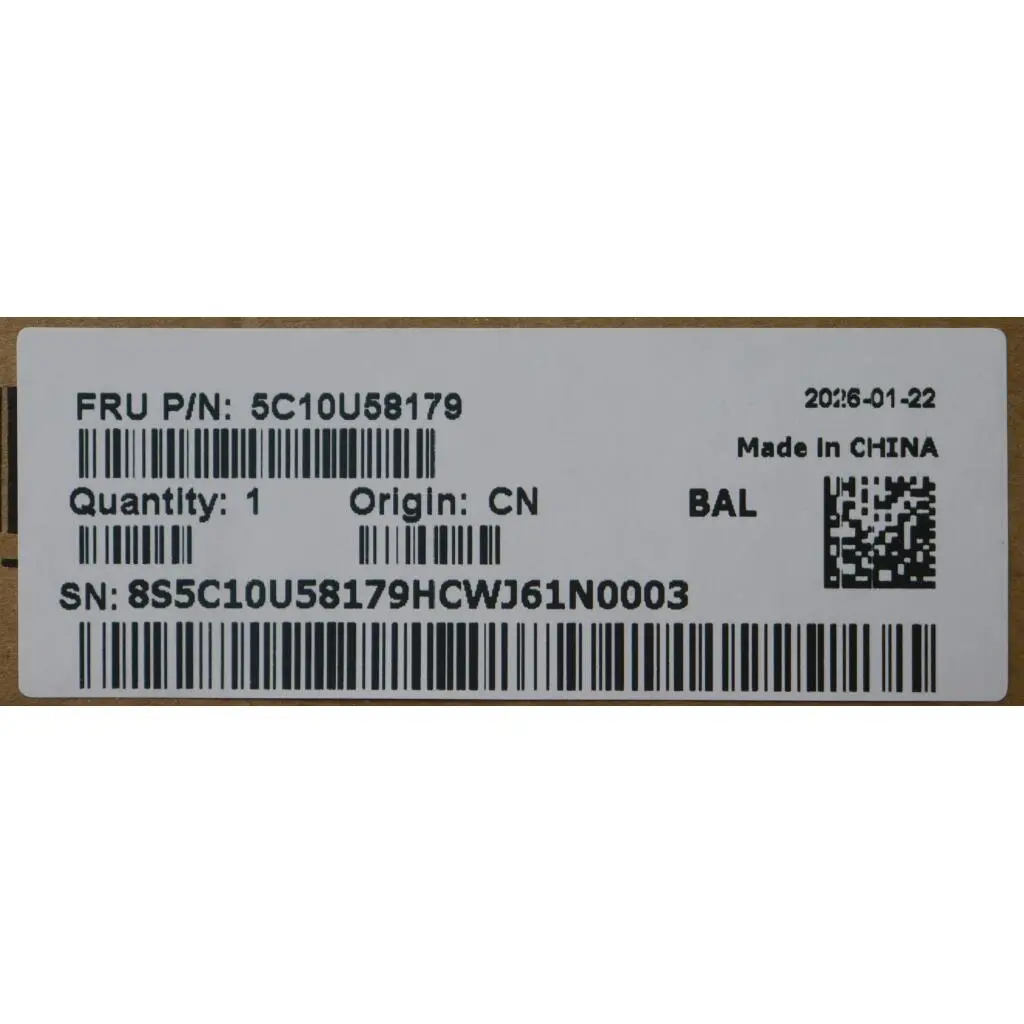 FRU P/N: 5C10U58179
2026-01-22
Made in CHINA
Quantity: 1 Origin: CN BAL
SN: 8S5C10U58179HCWJ61N0003